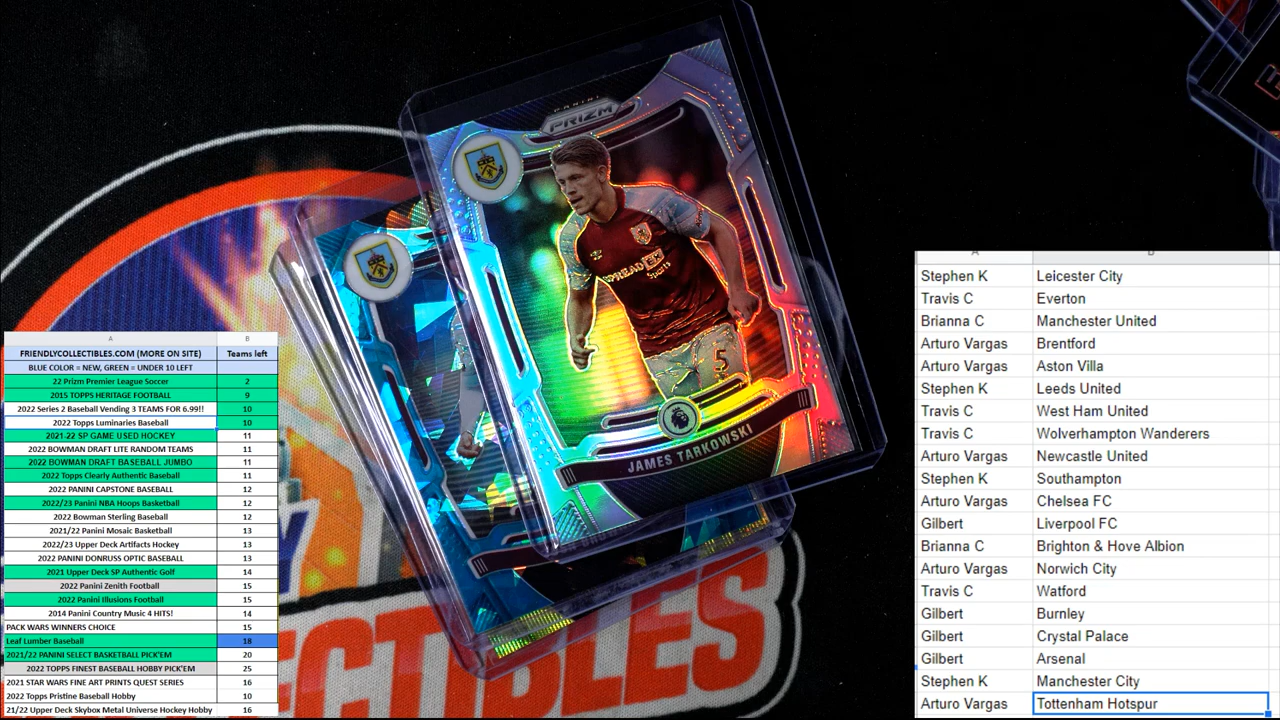 PANINI
PRIZM
SPREADEX
Sports
5
JAMES TARKOWSKI
A B
FRIENDLYCOLLECTIBLES.COM (MORE ON SITE) Teams left
BLUE COLOR = NEW, GREEN = UNDER 10 LEFT
22 Prizm Premier League Soccer 2
2015 TOPPS HERITAGE FOOTBALL 9
2022 Series 2 Baseball Vending 3 TEAMS FOR 6.99!! 10
2022 Topps Luminaries Baseball 10
2021-22 SP GAME USED HOCKEY 11
2022 BOWMAN DRAFT LITE RANDOM TEAMS 11
2022 BOWMAN DRAFT BASEBALL JUMBO 11
2022 Topps Clearly Authentic Baseball 11
2022 PANINI CAPSTONE BASEBALL 12
2022/23 Panini NBA Hoops Basketball 12
2022 Bowman Sterling Baseball 12
2021/22 Panini Mosaic Basketball 13
2022/23 Upper Deck Artifacts Hockey 13
2022 PANINI DONRUSS OPTIC BASEBALL 13
2021 Upper Deck SP Authentic Golf 14
2022 Panini Zenith Football 15
2022 Panini Illusions Football 15
2014 Panini Country Music 4 HITS! 14
PACK WARS WINNERS CHOICE 15
Leaf Lumber Baseball 18
2021/22 PANINI SELECT BASKETBALL PICK'EM 20
2022 TOPPS FINEST BASEBALL HOBBY PICK'EM 25
2021 STAR WARS FINE ART PRINTS QUEST SERIES 16
2022 Topps Pristine Baseball Hobby 10
21/22 Upper Deck Skybox Metal Universe Hockey Hobby 16
Stephen K Leicester City
Travis C Everton
Brianna C Manchester United
Arturo Vargas Brentford
Arturo Vargas Aston Villa
Stephen K Leeds United
Travis C West Ham United
Travis C Wolverhampton Wanderers
Arturo Vargas Newcastle United
Stephen K Southampton
Arturo Vargas Chelsea FC
Gilbert Liverpool FC
Brianna C Brighton & Hove Albion
Arturo Vargas Norwich City
Travis C Watford
Gilbert Burnley
Gilbert Crystal Palace
Gilbert Arsenal
Stephen K Manchester City
Arturo Vargas Tottenham Hotspur